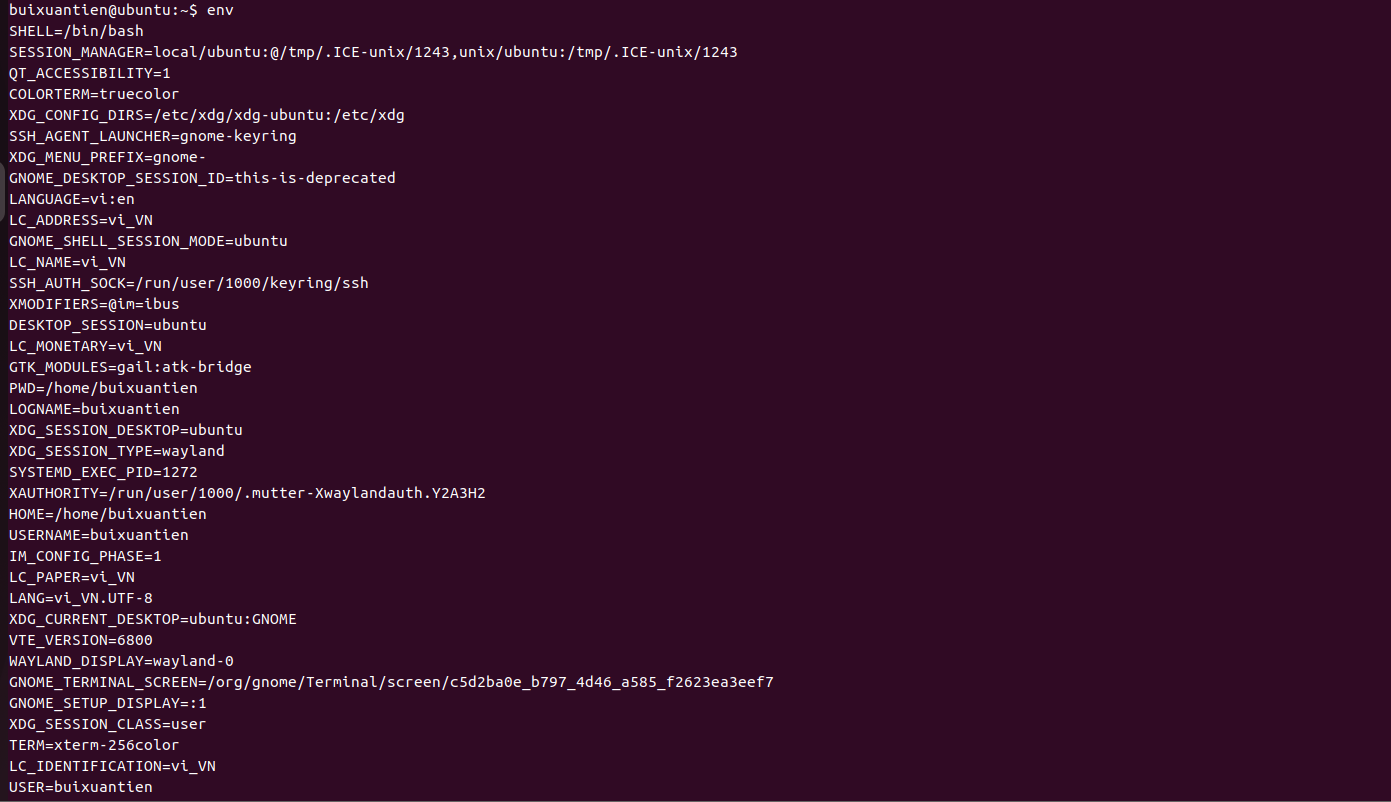 buixuantien@ubuntu:~$ env
SHELL=/bin/bash
SESSION_MANAGER=local/ubuntu:@/tmp/.ICE-unix/1243,unix/ubuntu:/tmp/.ICE-unix/1243
QT_ACCESSIBILITY=1
COLORTERM=truecolor
XDG_CONFIG_DIRS=/etc/xdg/xdg-ubuntu:/etc/xdg
SSH_AGENT_LAUNCHER=gnome-keyring
XDG_MENU_PREFIX=gnome-
GNOME_DESKTOP_SESSION_ID=this-is-deprecated
LANGUAGE=vi:en
LC_ADDRESS=vi_VN
GNOME_SHELL_SESSION_MODE=ubuntu
LC_NAME=vi_VN
SSH_AUTH_SOCK=/run/user/1000/keyring/ssh
XMODIFIERS=@im=ibus
DESKTOP_SESSION=ubuntu
LC_MONETARY=vi_VN
GTK_MODULES=gail:atk-bridge
PWD=/home/buixuantien
LOGNAME=buixuantien
XDG_SESSION_DESKTOP=ubuntu
XDG_SESSION_TYPE=wayland
SYSTEMD_EXEC_PID=1272
XAUTHORITY=/run/user/1000/.mutter-Xwaylandauth.Y2A3H2
HOME=/home/buixuantien
USERNAME=buixuantien
IM_CONFIG_PHASE=1
LC_PAPER=vi_VN
LANG=vi_VN.UTF-8
XDG_CURRENT_DESKTOP=ubuntu:GNOME
VTE_VERSION=6800
WAYLAND_DISPLAY=wayland-0
GNOME_TERMINAL_SCREEN=/org/gnome/Terminal/screen/c5d2ba0e_b797_4d46_a585_f2623ea3eef7
GNOME_SETUP_DISPLAY=:1
XDG_SESSION_CLASS=user
TERM=xterm-256color
LC_IDENTIFICATION=vi_VN
USER=buixuantien